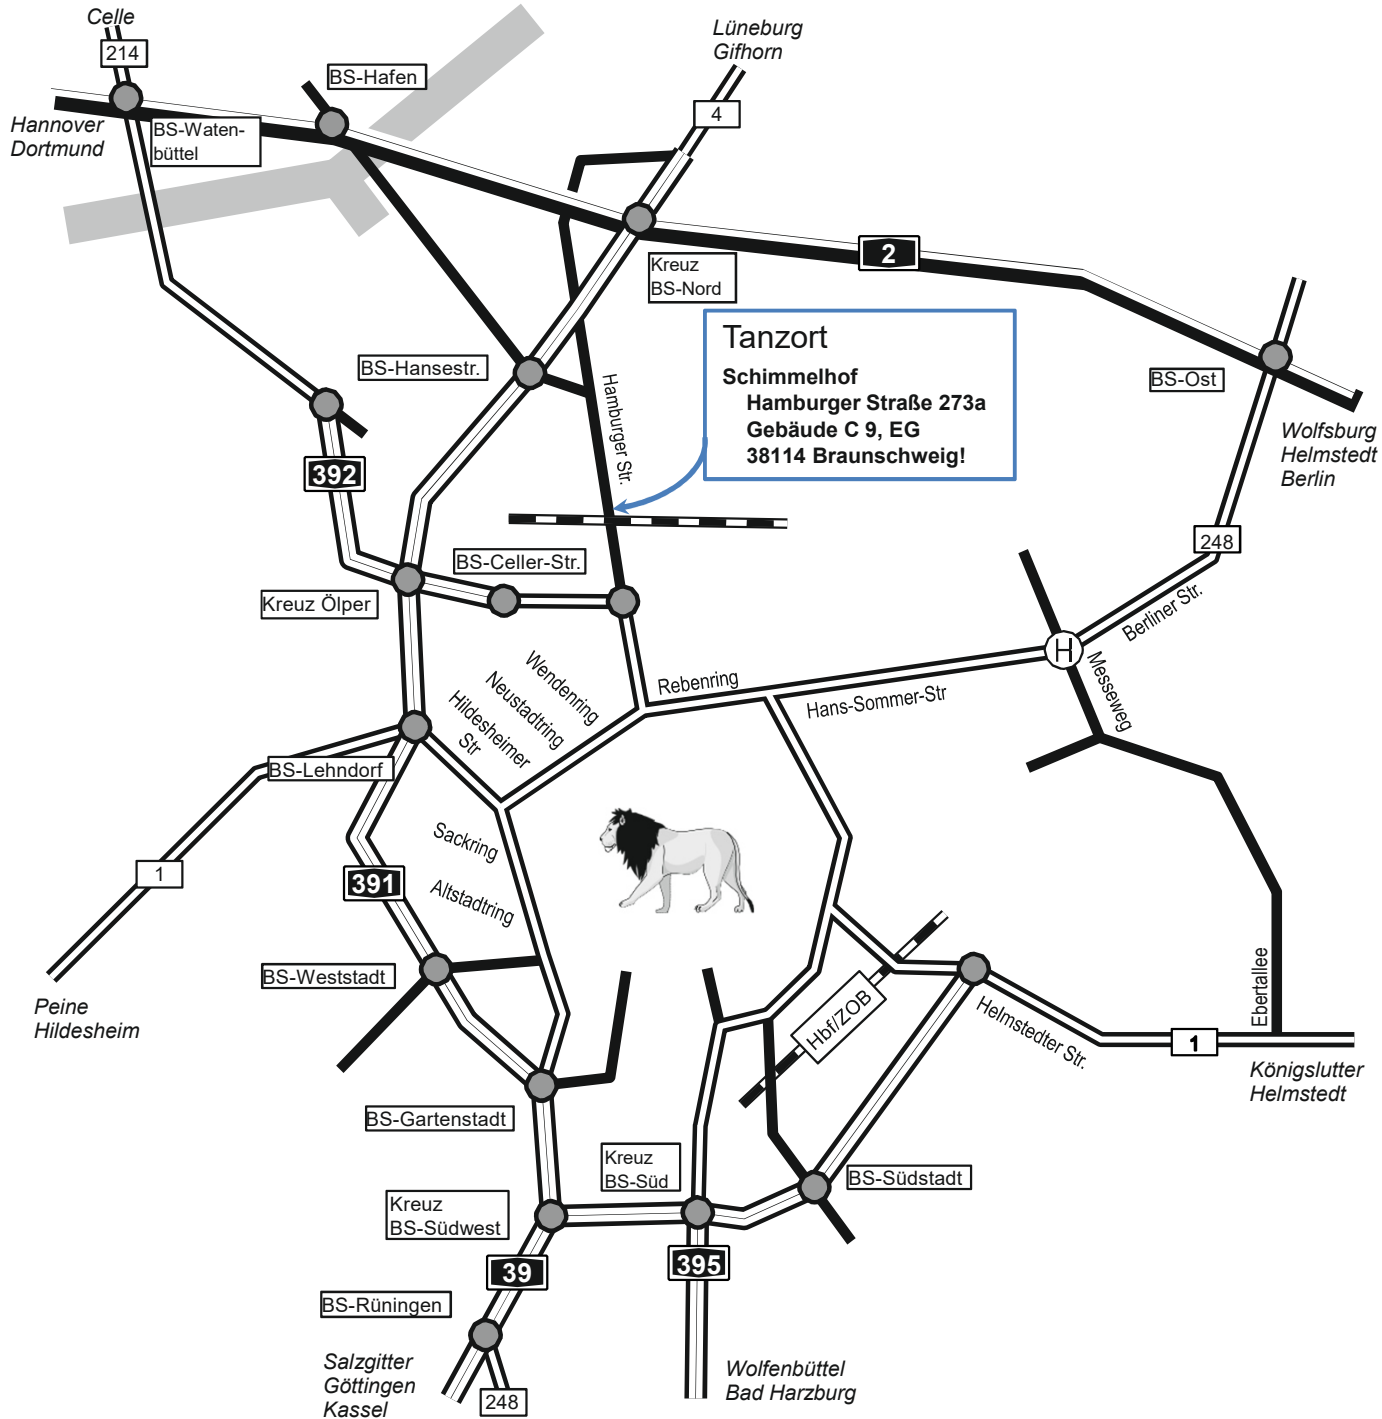 Celle
214
Lüneburg
Gifhorn
BS-Hafen
4
Hannover
Dortmund
BS-Waten-
büttel
2
Kreuz
BS-Nord
Tanzort
Schimmelhof
Hamburger Straße 273a
Gebäude C 9, EG
38114 Braunschweig!
BS-Hansestr.
Hamburger Str.
BS-Ost
Wolfsburg
Helmstedt
Berlin
392
248
BS-Celler-Str.
Kreuz Ölper
Berliner Str.
H
Messeweg
Wendenring
Neustadtring
Hildesheimer
Str
Rebenring
Hans-Sommer-Str
BS-Lehndorf
Sackring
1
391
Altstadtring
BS-Weststadt
Peine
Hildesheim
Hbf/ZOB
Helmstedter Str.
Ebertallee
1
Königslutter
Helmstedt
BS-Gartenstadt
Kreuz
BS-Süd
BS-Südstadt
Kreuz
BS-Südwest
39
395
BS-Rüningen
Salzgitter
Göttingen
Kassel
248
Wolfenbüttel
Bad Harzburg